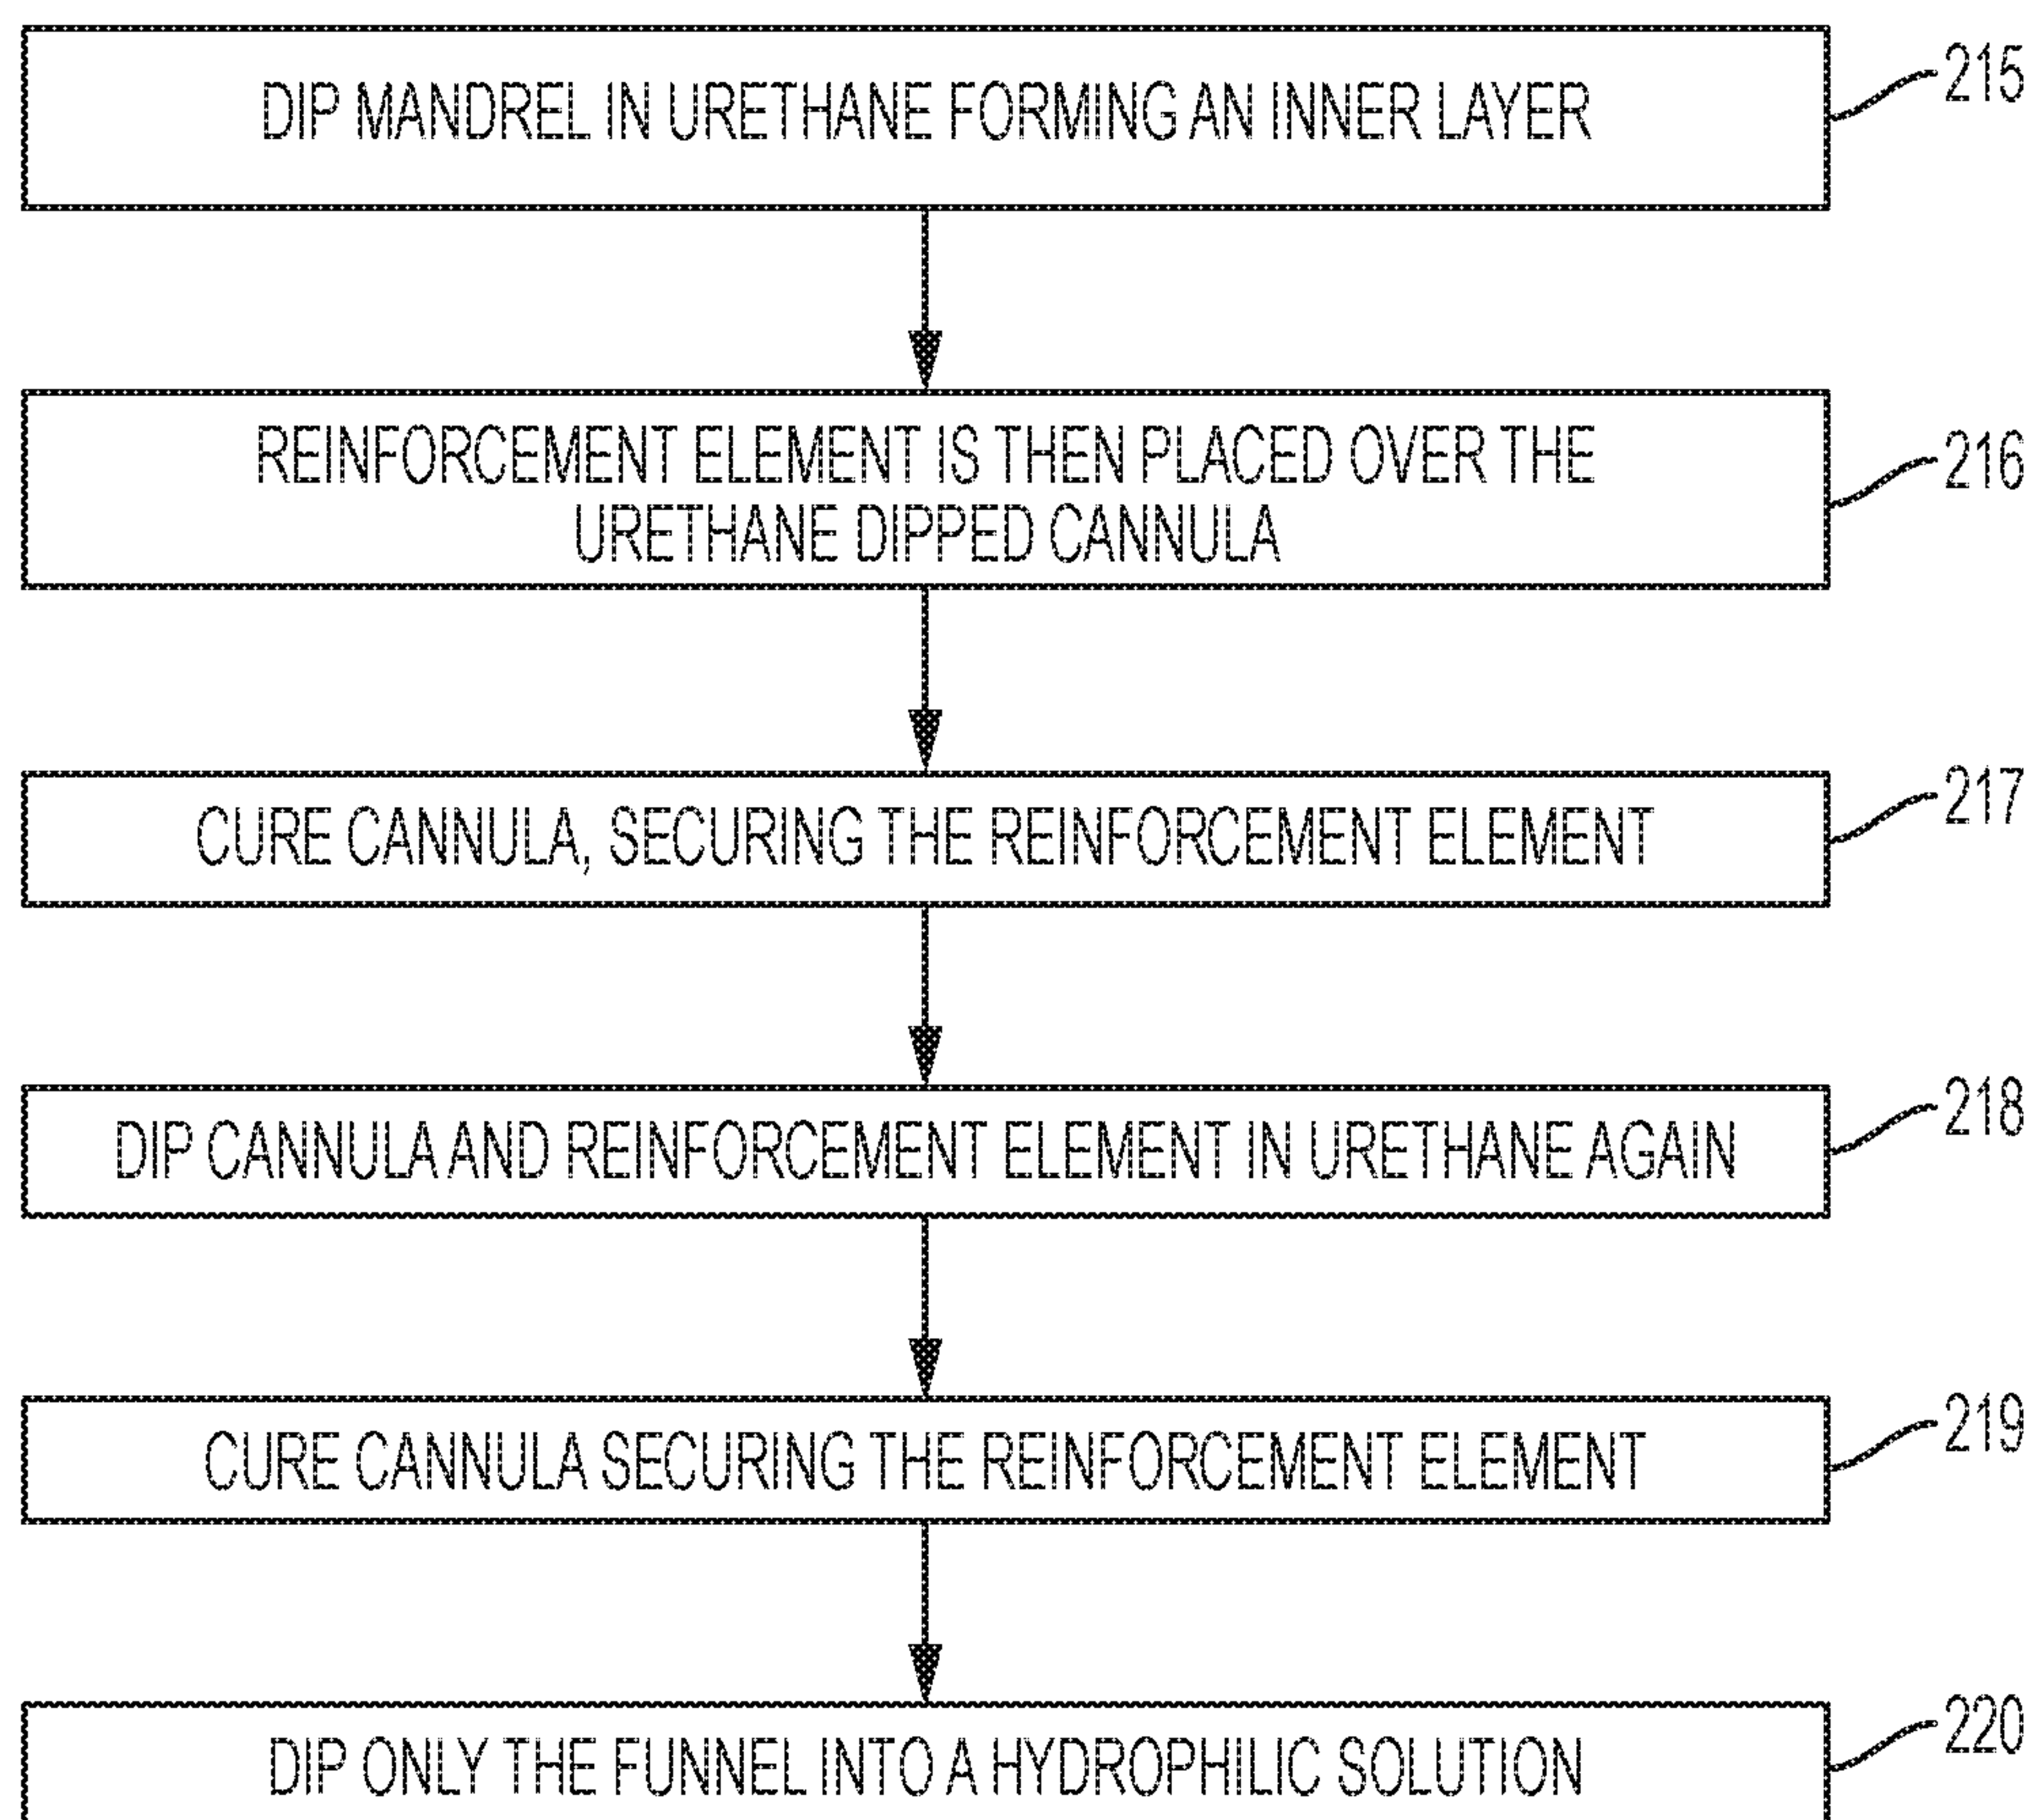 DIP MANDREL IN URETHANE FORMING AN INNER LAYER
215
REINFORCEMENT ELEMENT IS THEN PLACED OVER THE
URETHANE DIPPED CANNULA
216
CURE CANNULA, SECURING THE REINFORCEMENT ELEMENT
217
DIP CANNULA AND REINFORCEMENT ELEMENT IN URETHANE AGAIN
218
CURE CANNULA SECURING THE REINFORCEMENT ELEMENT
219
DIP ONLY THE FUNNEL INTO A HYDROPHILIC SOLUTION
220